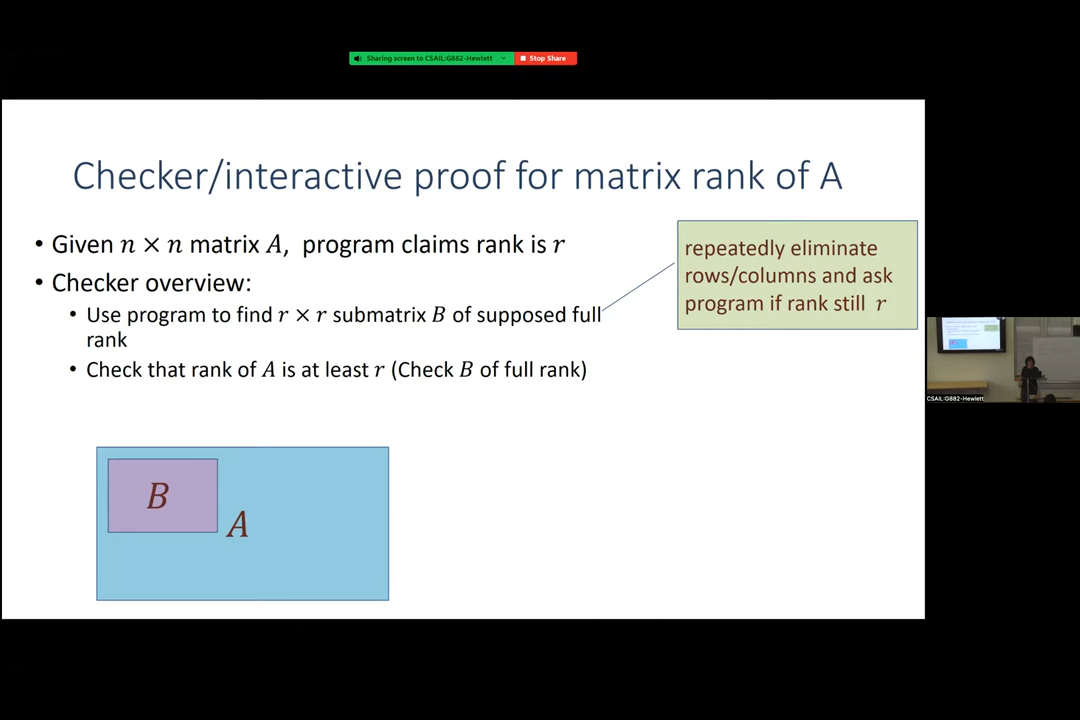 Sharing screen to CSAIL:G882-Hewlett
Stop Share
Checker/interactive proof for matrix rank of A
• Given n × n matrix A, program claims rank is r
• Checker overview:
• Use program to find r × r submatrix B of supposed full
rank
• Check that rank of A is at least r (Check B of full rank)
repeatedly eliminate
rows/columns and ask
program if rank still r
B
A
CSAIL:G882-Hewlett